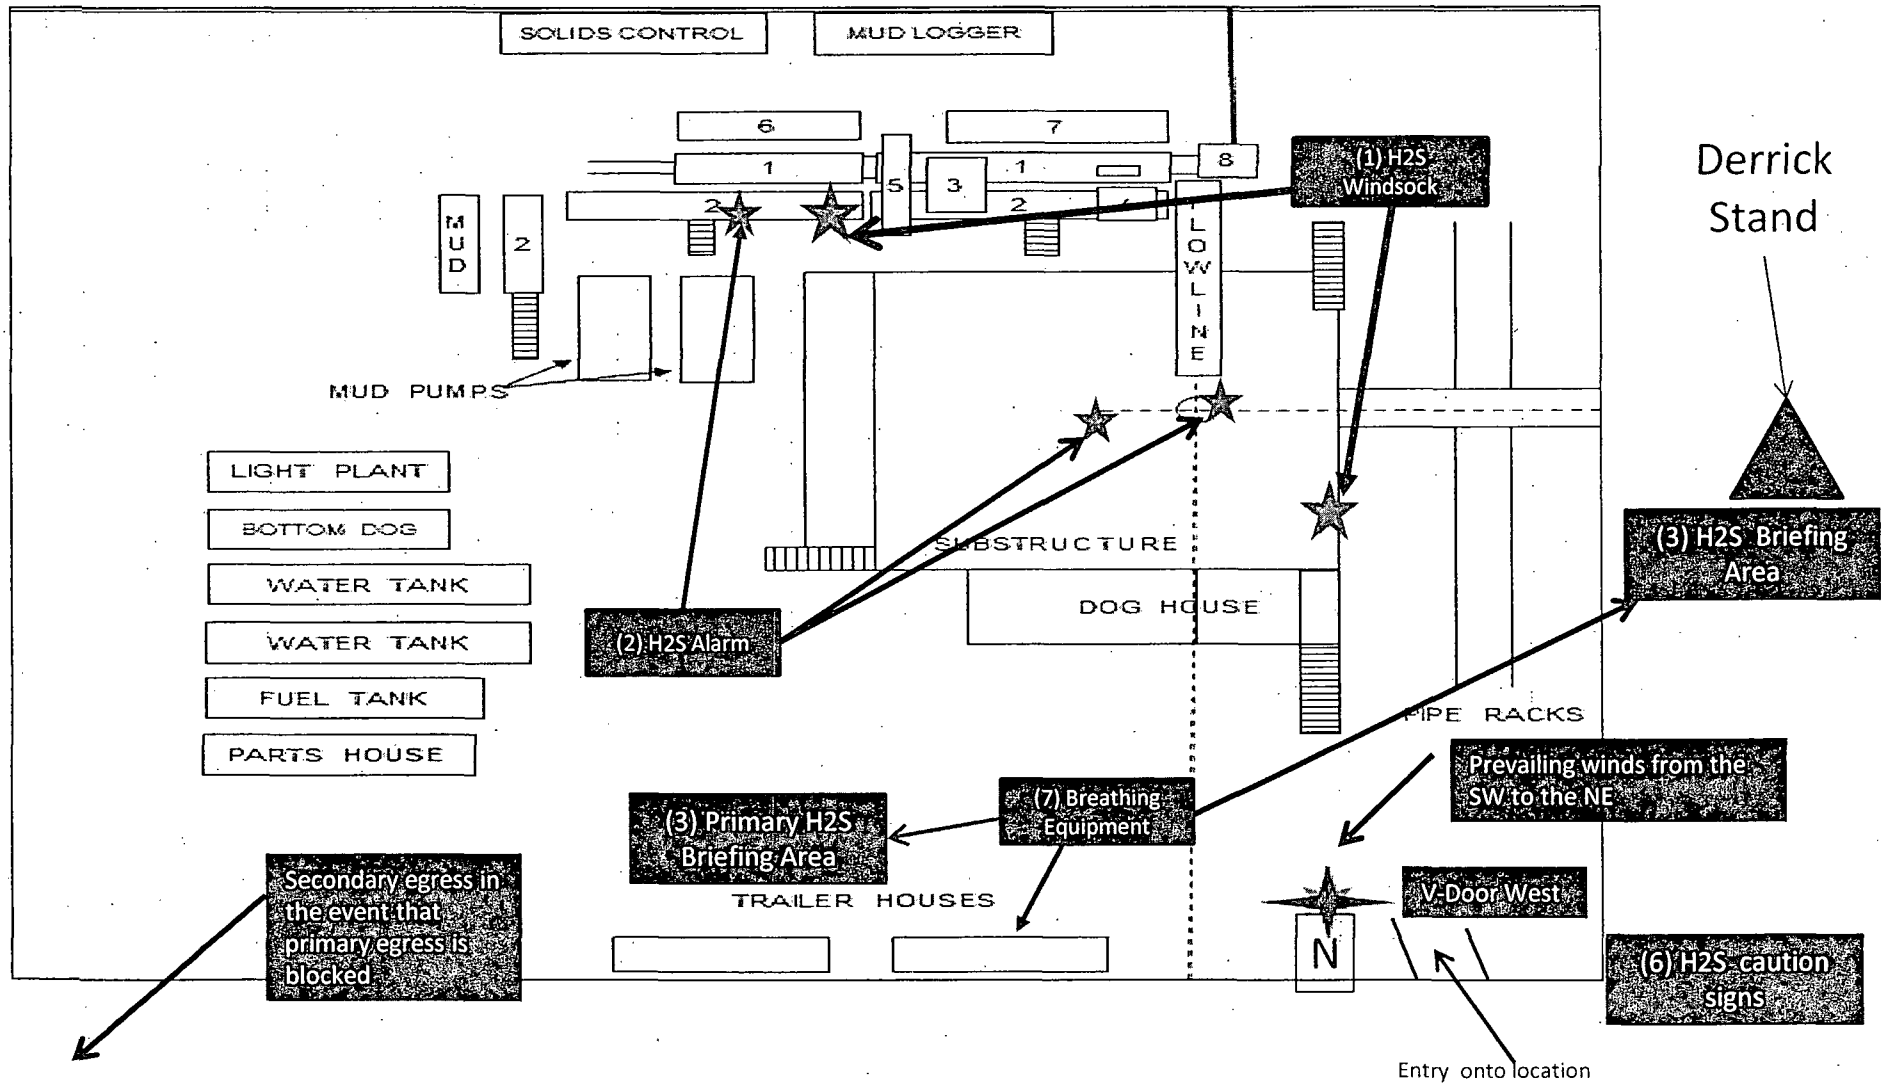 SOLIDS CONTROL
MUD LOGGER
6
7
1
1
8
5
3
2
2
MUD
2
LOWLINE
(1) H2S
Windsock
Derrick
Stand
MUD PUMPS
LIGHT PLANT
BOTTOM DOG
WATER TANK
WATER TANK
FUEL TANK
PARTS HOUSE
SUBSTRUCTURE
DOG HOUSE
(2) H2S Alarm
(3) H2S Briefing
Area
PIPE RACKS
Prevailing winds from the
SW to the NE
(7) Breathing
Equipment
(3) Primary H2S
Briefing Area
TRAILER HOUSES
Secondary egress in
the event that
primary egress is
blocked
V-Door West
N
(6) H2S caution
signs
Entry onto location